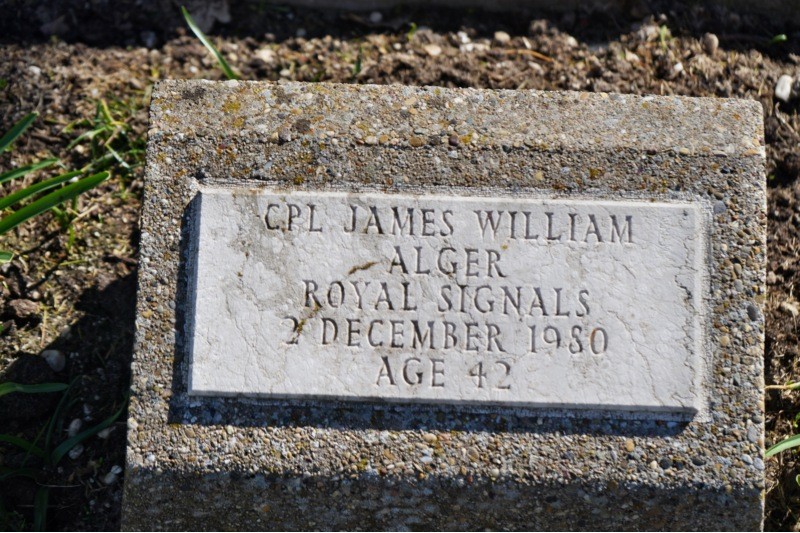 CPL JAMES WILLIAM
ALGER
ROYAL SIGNALS
2 DECEMBER 1980
AGE 42